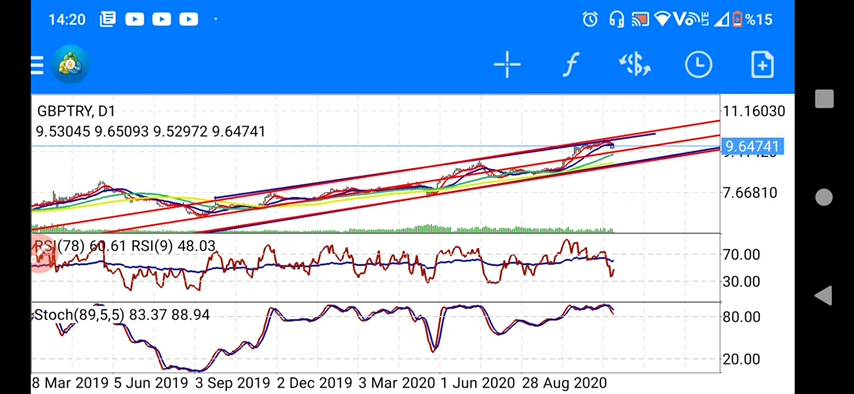 14:20
%15
GBPTRY, D1
9.53045 9.65093 9.52972 9.64741
11.16030
9.64741
7.66810
RSI(78) 60.61 RSI(9) 48.03
70.00
30.00
Stoch(89,5,5) 83.37 88.94
80.00
20.00
8 Mar 2019 5 Jun 2019 3 Sep 2019 2 Dec 2019 3 Mar 2020 1 Jun 2020 28 Aug 2020